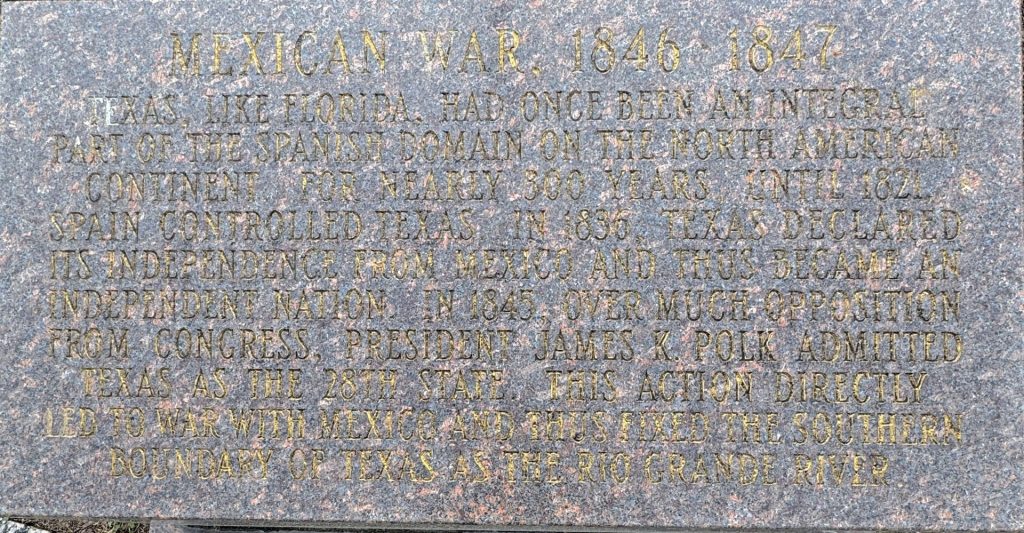 MEXICAN WAR, 1846 - 1847
TEXAS, LIKE FLORIDA, HAD ONCE BEEN AN INTEGRAL
PART OF THE SPANISH DOMAIN ON THE NORTH AMERICAN
CONTINENT. FOR NEARLY 300 YEARS, UNTIL 1821,
SPAIN CONTROLLED TEXAS. IN 1836, TEXAS DECLARED
ITS INDEPENDENCE FROM MEXICO AND THUS BECAME AN
INDEPENDENT NATION. IN 1845, OVER MUCH OPPOSITION
FROM CONGRESS, PRESIDENT JAMES K. POLK ADMITTED
TEXAS AS THE 28TH STATE. THIS ACTION DIRECTLY
LED TO WAR WITH MEXICO AND THUS FIXED THE SOUTHERN
BOUNDARY OF TEXAS AS THE RIO GRANDE RIVER.